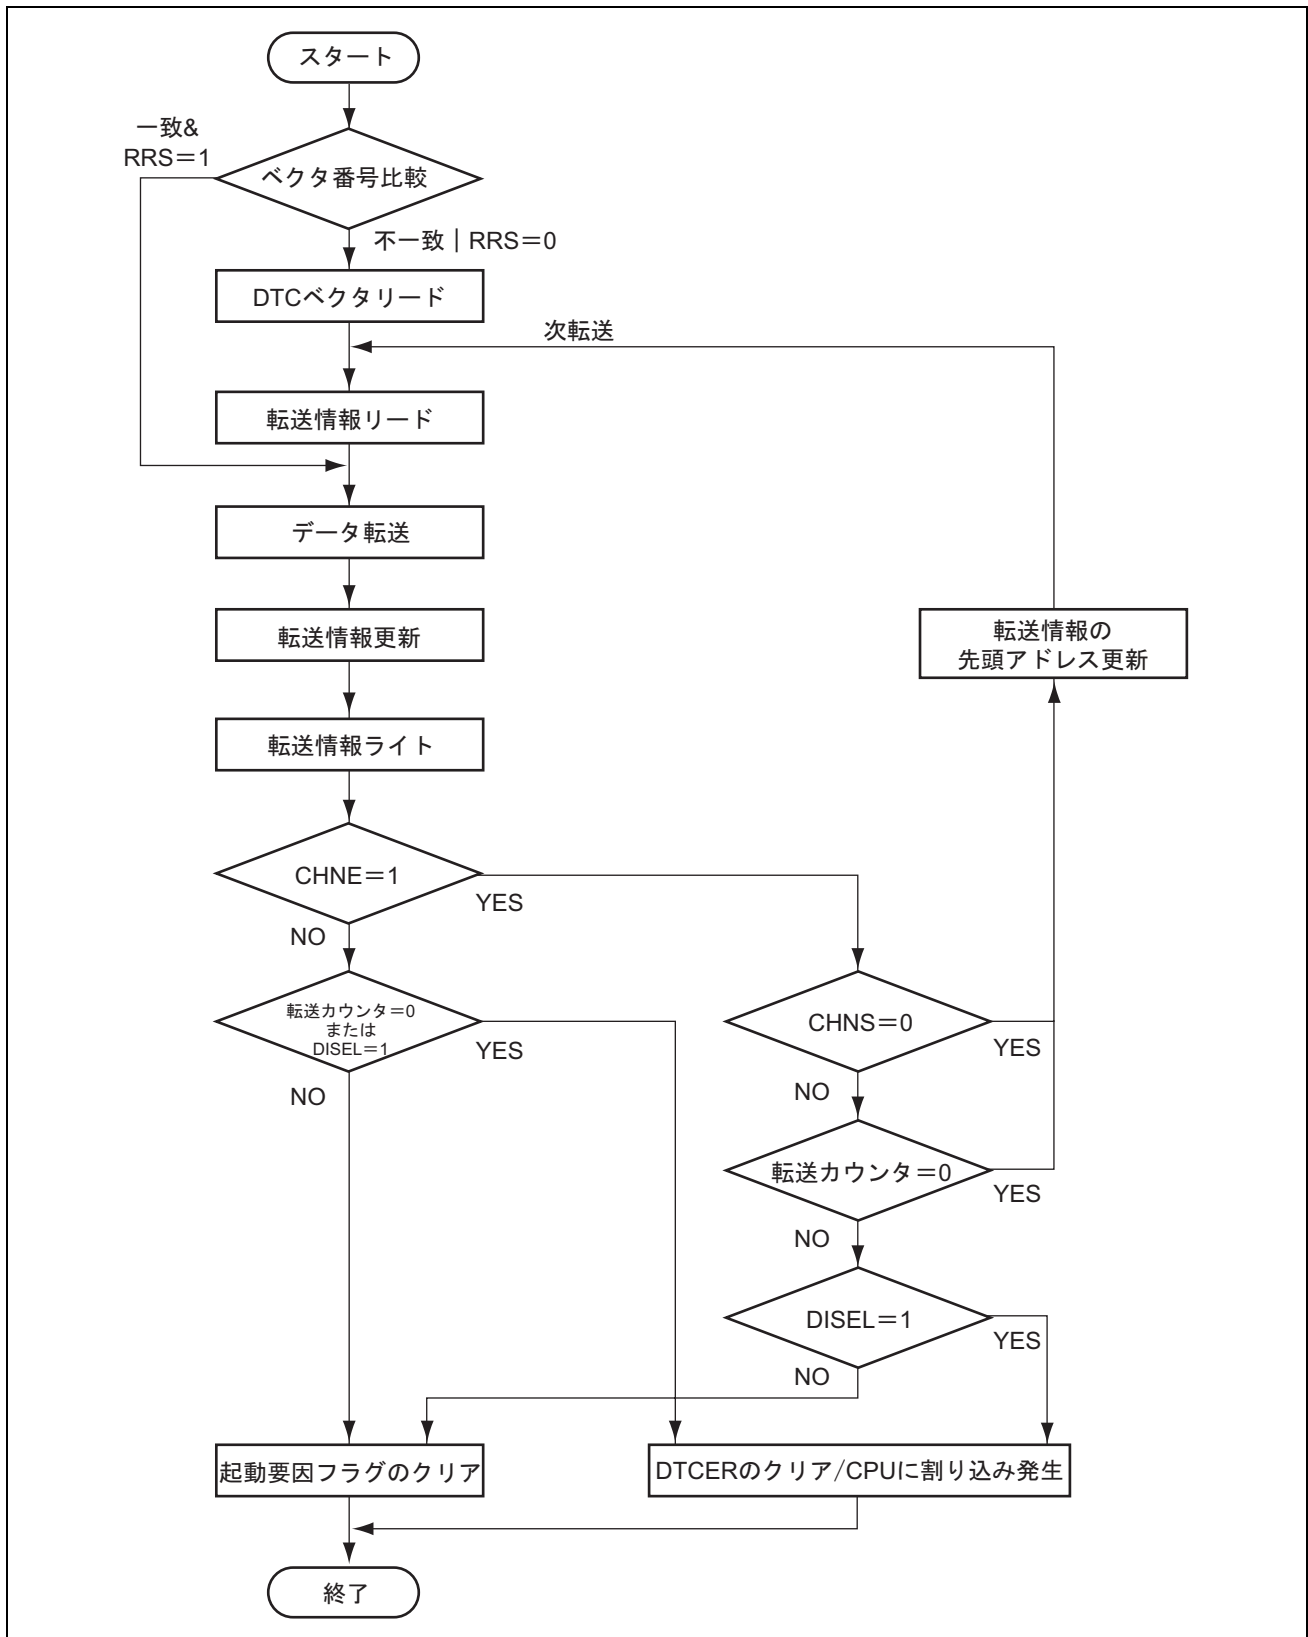 スタート
一致&
RRS=1
ベクタ番号比較
不一致 | RRS=0
DTCベクタリード
次転送
転送情報リード
データ転送
転送情報更新
転送情報の
先頭アドレス更新
転送情報ライト
CHNE=1
YES
NO
転送カウンタ=0
または
DISEL=1
YES
NO
CHNS=0
YES
NO
転送カウンタ=0
YES
NO
DISEL=1
YES
NO
起動要因フラグのクリア
DTCERのクリア/CPUに割り込み発生
終了